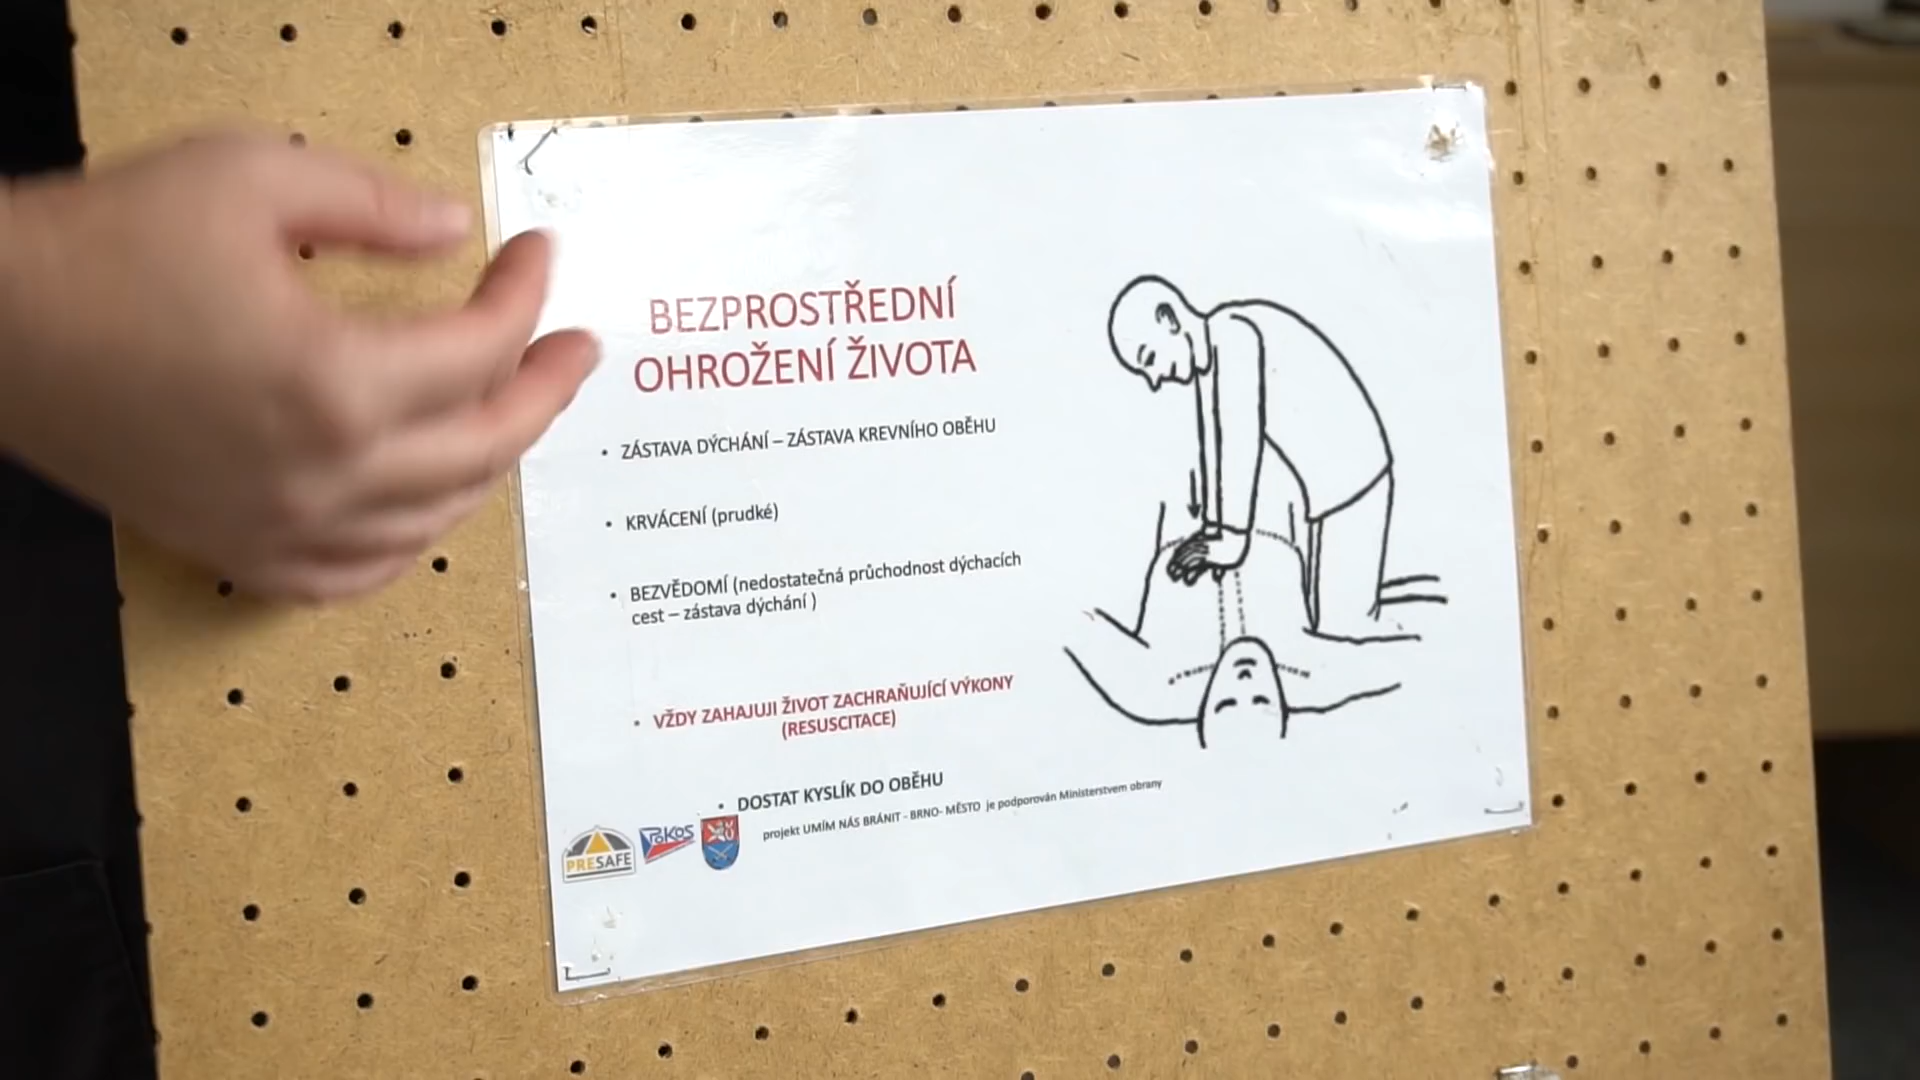 BEZPROSTŘEDNÍ
OHROŽENÍ ŽIVOTA
• ZÁSTAVA DÝCHÁNÍ – ZÁSTAVA KREVNÍHO OBĚHU
• KRVÁCENÍ (prudké)
• BEZVĚDOMÍ (nedostatečná průchodnost dýchacích
cest – zástava dýchání )
• VŽDY ZAHAJUJI ŽIVOT ZACHRAŇUJÍCÍ VÝKONY
(RESUSCITACE)
• DOSTAT KYSLÍK DO OBĚHU
projekt UMÍM NÁS BRÁNIT - BRNO- MĚSTO je podporován Ministerstvem obrany
PRESAFE
POKOS